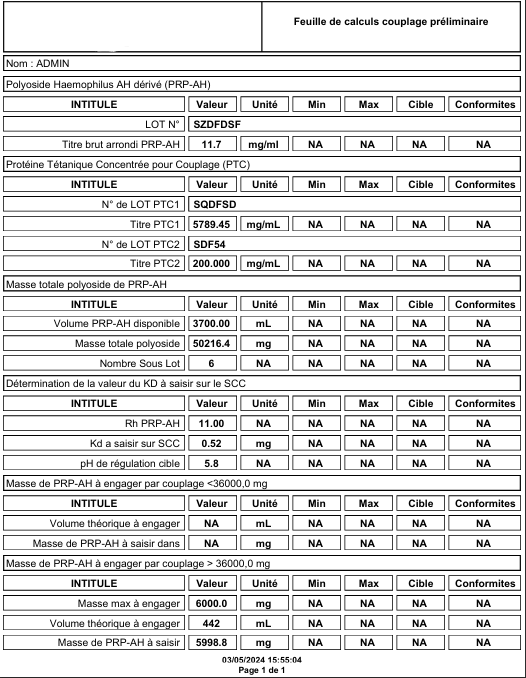 Feuille de calculs couplage préliminaire
Nom : ADMIN
Polyoside Haemophilus AH dérivé (PRP-AH)
INTITULE Valeur Unité Min Max Cible Conformites
LOT N° SZDFDSF
Titre brut arrondi PRP-AH 11.7 mg/ml NA NA NA NA
Protéine Tétanique Concentrée pour Couplage (PTC)
INTITULE Valeur Unité Min Max Cible Conformites
N° de LOT PTC1 SQDFSD
Titre PTC1 5789.45 mg/mL NA NA NA NA
N° de LOT PTC2 SDF54
Titre PTC2 200.000 mg/mL NA NA NA NA
Masse totale polyoside de PRP-AH
INTITULE Valeur Unité Min Max Cible Conformites
Volume PRP-AH disponible 3700.00 mL NA NA NA NA
Masse totale polyoside 50216.4 mg NA NA NA NA
Nombre Sous Lot 6 NA NA NA NA NA
Détermination de la valeur du KD à saisir sur le SCC
INTITULE Valeur Unité Min Max Cible Conformites
Rh PRP-AH 11.00 NA NA NA NA NA
Kd a saisir sur SCC 0.52 mg NA NA NA NA
pH de régulation cible 5.8 NA NA NA NA NA
Masse de PRP-AH à engager par couplage <36000,0 mg
INTITULE Valeur Unité Min Max Cible Conformites
Volume théorique à engager NA mL NA NA NA NA
Masse de PRP-AH à saisir dans NA mg NA NA NA NA
Masse de PRP-AH à engager par couplage > 36000,0 mg
INTITULE Valeur Unité Min Max Cible Conformites
Masse max à engager 6000.0 mg NA NA NA NA
Volume théorique à engager 442 mL NA NA NA NA
Masse de PRP-AH à saisir 5998.8 mg NA NA NA NA
03/05/2024 15:55:04
Page 1 de 1